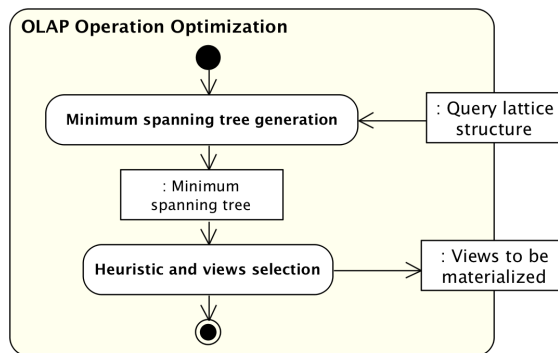 OLAP Operation Optimization
Minimum spanning tree generation
: Query lattice
structure
: Minimum
spanning tree
Heuristic and views selection
: Views to be
materialized